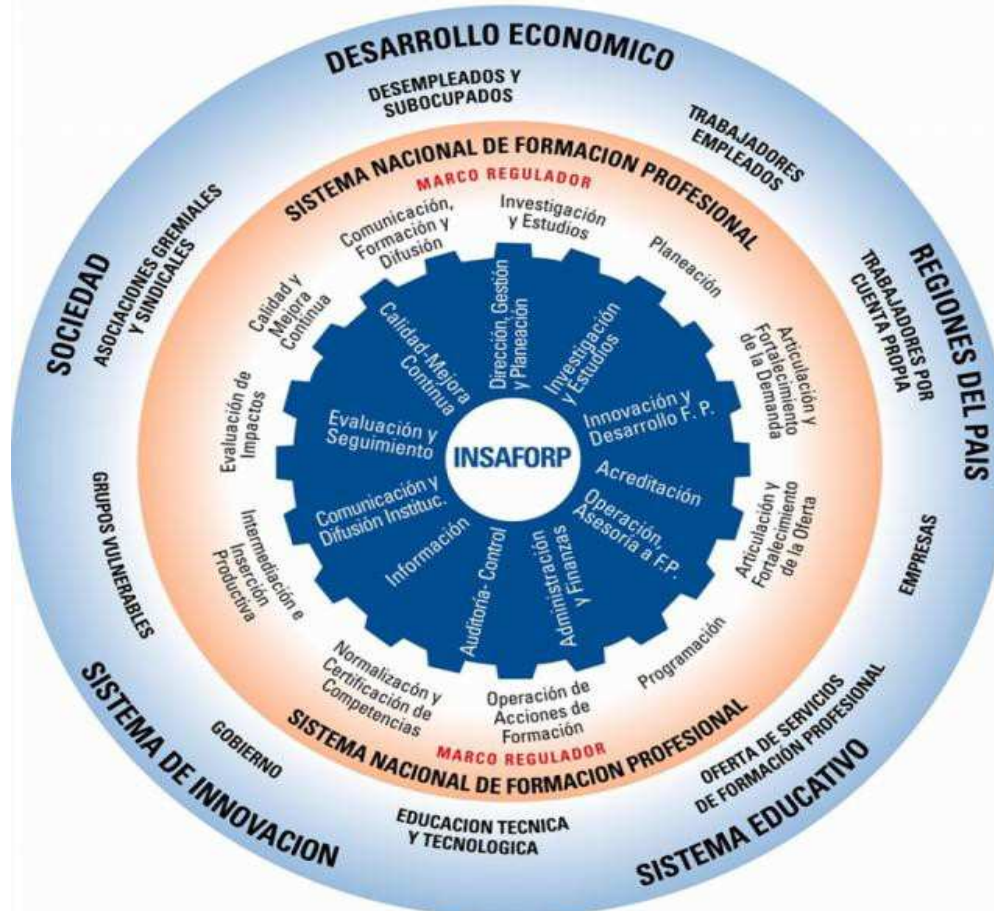 DESARROLLO ECONOMICO
DESEMPLEADOS Y
SUBOCUPADOS
TRABAJADORES
EMPLEADOS
REGIONES DEL PAIS
TRABAJADORES POR
CUENTA PROPIA
EMPRESAS
OFERTA DE SERVICIOS
DE FORMACIÓN PROFESIONAL
SISTEMA EDUCATIVO
EDUCACION TECNICA
Y TECNOLOGICA
GOBIERNO
SISTEMA DE INNOVACION
GRUPOS VULNERABLES
SOCIEDAD
ASOCIACIONES GREMIALES
Y SINDICALES
SISTEMA NACIONAL DE FORMACION PROFESIONAL
MARCO REGULADOR
Investigación
y Estudios
Planeación
Articulación y
Fortalecimiento
de la Demanda
Articulación y
Fortalecimiento
de la Oferta
Programación
Operación de
Acciones de
Formación
Normalizacón y
Certificación de
Competencias
Intermediación e
Inserción
Productiva
Evaluación de
Impactos
Calidad y
Mejora
Continua
Comunicación,
Formación y
Difusión
MARCO REGULADOR
SISTEMA NACIONAL DE FORMACION PROFESIONAL
Dirección, Gestión
y Planeación
Investigación
y Estudios
Innovación y
Desarrollo F. P.
Acreditación
Operación,
Asesoría a F.P.
Administración
y Finanzas
Auditoría- Control
Información
Comunicación y
Difusión Instituc.
Evaluación y
Seguimiento
Calidad-Mejora
Continua
INSAFORP